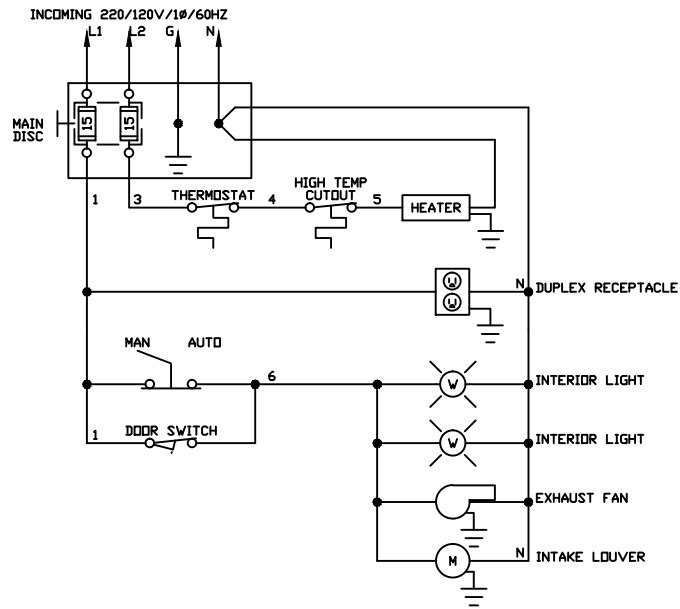 INCOMING 220/120V/1Ø/60HZ
L1 L2 G N
MAIN DISC
15 15
1 3 THERMOSTAT 4 HIGH TEMP CUTOUT 5 HEATER
N DUPLEX RECEPTACLE
MAN AUTO
6 W INTERIOR LIGHT
1 DOOR SWITCH W INTERIOR LIGHT
EXHAUST FAN
M N INTAKE LOUVER